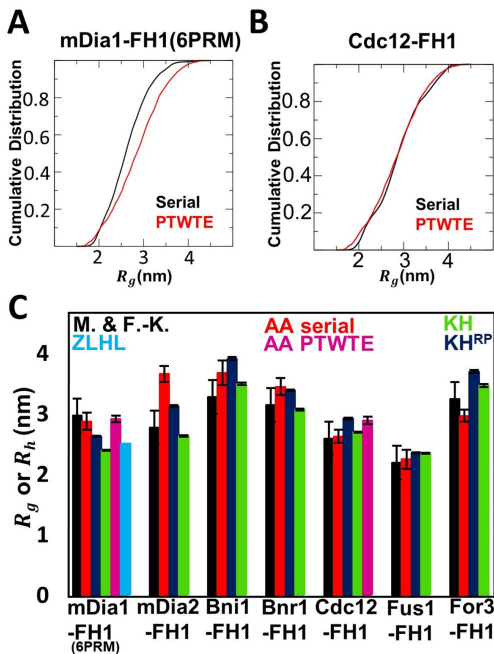 A
mDia1-FH1(6PRM)
Cumulative Distribution
0.8
0.6
0.4
0.2
Serial
PTWTE
2 3 4
Rg(nm)
B
Cdc12-FH1
Cumulative Distribution
0.8
0.6
0.4
0.2
Serial
PTWTE
2 3 4
Rg(nm)
C
M. & F.-K. AA serial KH
ZLHL AA PTWTE KHRP
Rg or Rh (nm)
4
3
2
1
0
mDia1 mDia2 Bni1 Bnr1 Cdc12 Fus1 For3
-FH1 -FH1 -FH1 -FH1 -FH1 -FH1 -FH1
(6PRM)